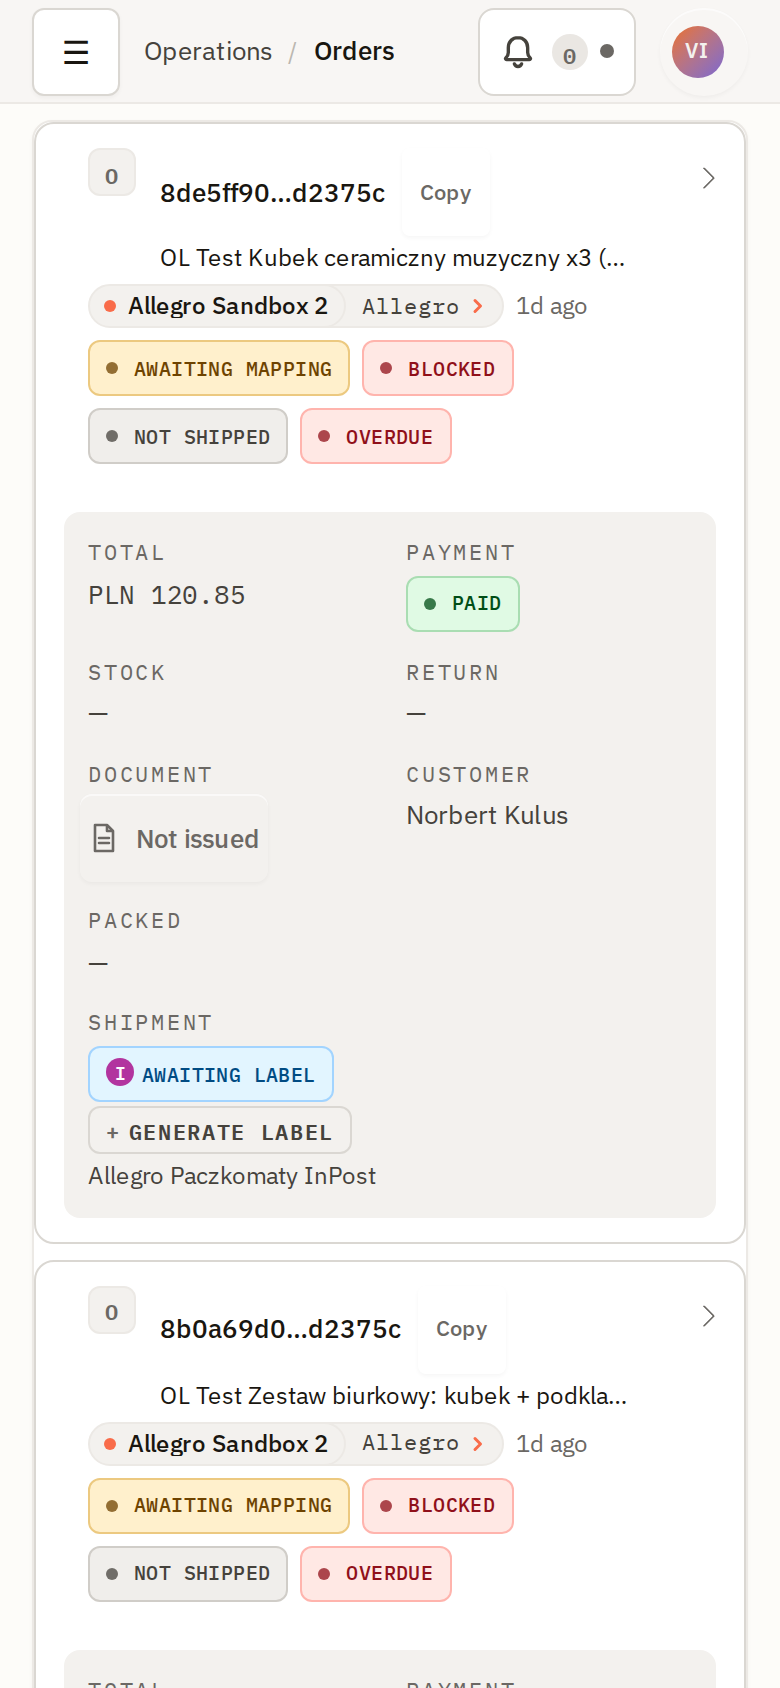 ☰ Operations / Orders 0 VI
0 8de5ff90...d2375c Copy
OL Test Kubek ceramiczny muzyczny x3 (...
Allegro Sandbox 2 Allegro 1d ago
AWAITING MAPPING BLOCKED
NOT SHIPPED OVERDUE
TOTAL PAYMENT
PLN 120.85 PAID
STOCK RETURN
— —
DOCUMENT CUSTOMER
Not issued Norbert Kulus
PACKED
—
SHIPMENT
I AWAITING LABEL
+ GENERATE LABEL
Allegro Paczkomaty InPost
0 8b0a69d0...d2375c Copy
OL Test Zestaw biurkowy: kubek + podkla...
Allegro Sandbox 2 Allegro 1d ago
AWAITING MAPPING BLOCKED
NOT SHIPPED OVERDUE
TOTAL PAYMENT